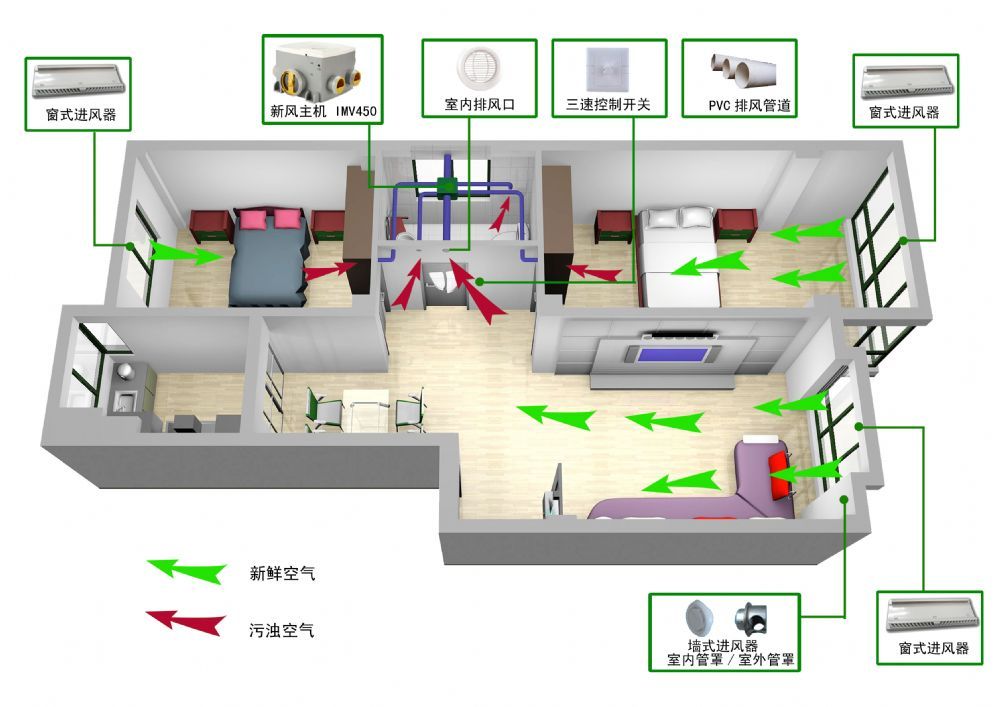 窗式进风器
新风主机 IMV450
室内排风口
三速控制开关
PVC 排风管道
窗式进风器
新鲜空气
污浊空气
墙式进风器
室内管罩 / 室外管罩
窗式进风器